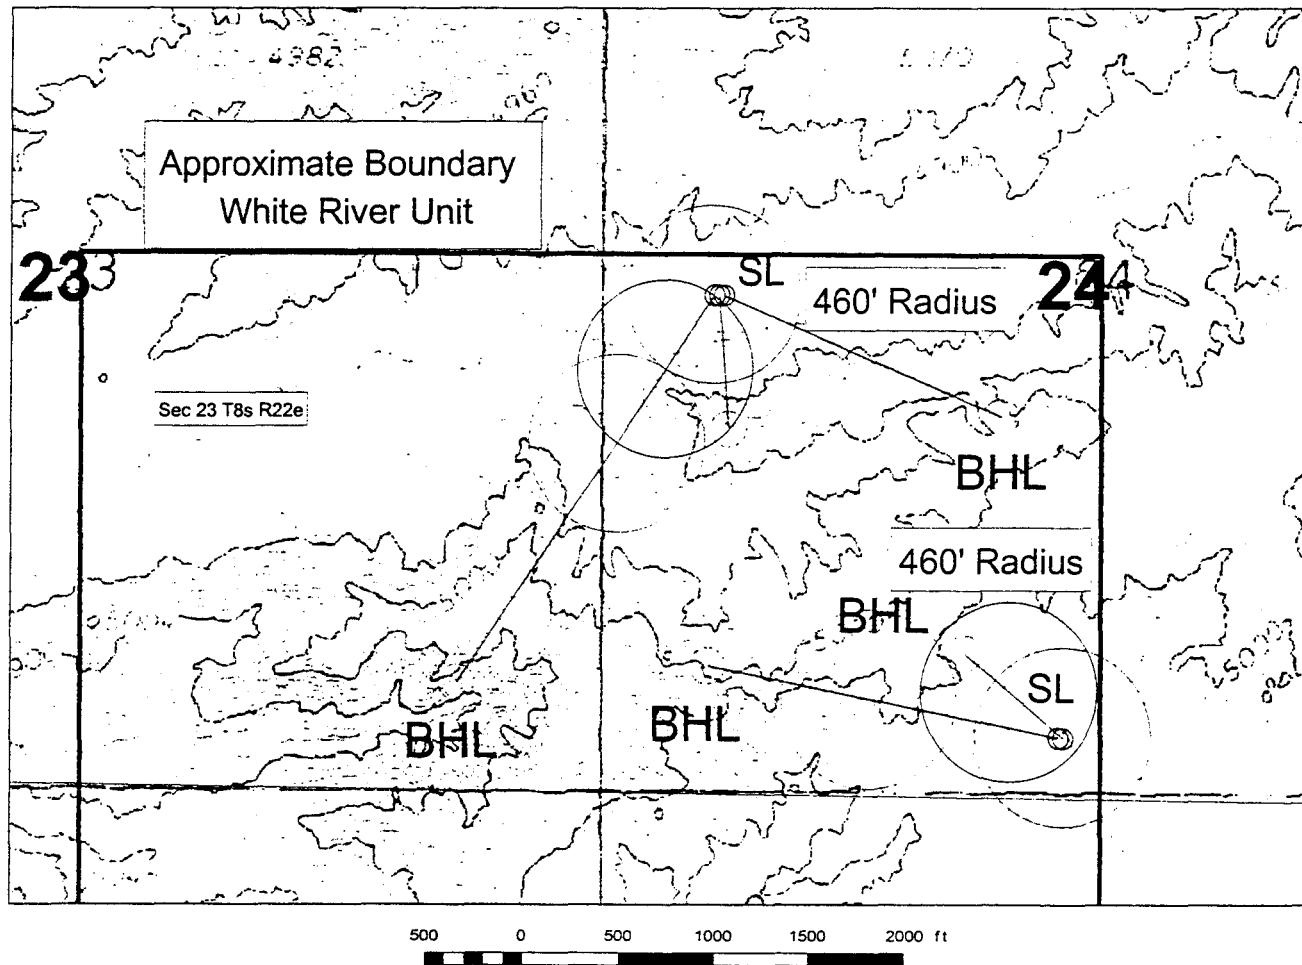 4982
Approximate Boundary
White River Unit
23
24
SL
460' Radius
Sec 23 T8s R22e
BHL
460' Radius
BHL
SL
BHL
BHL
500 0 500 1000 1500 2000 ft